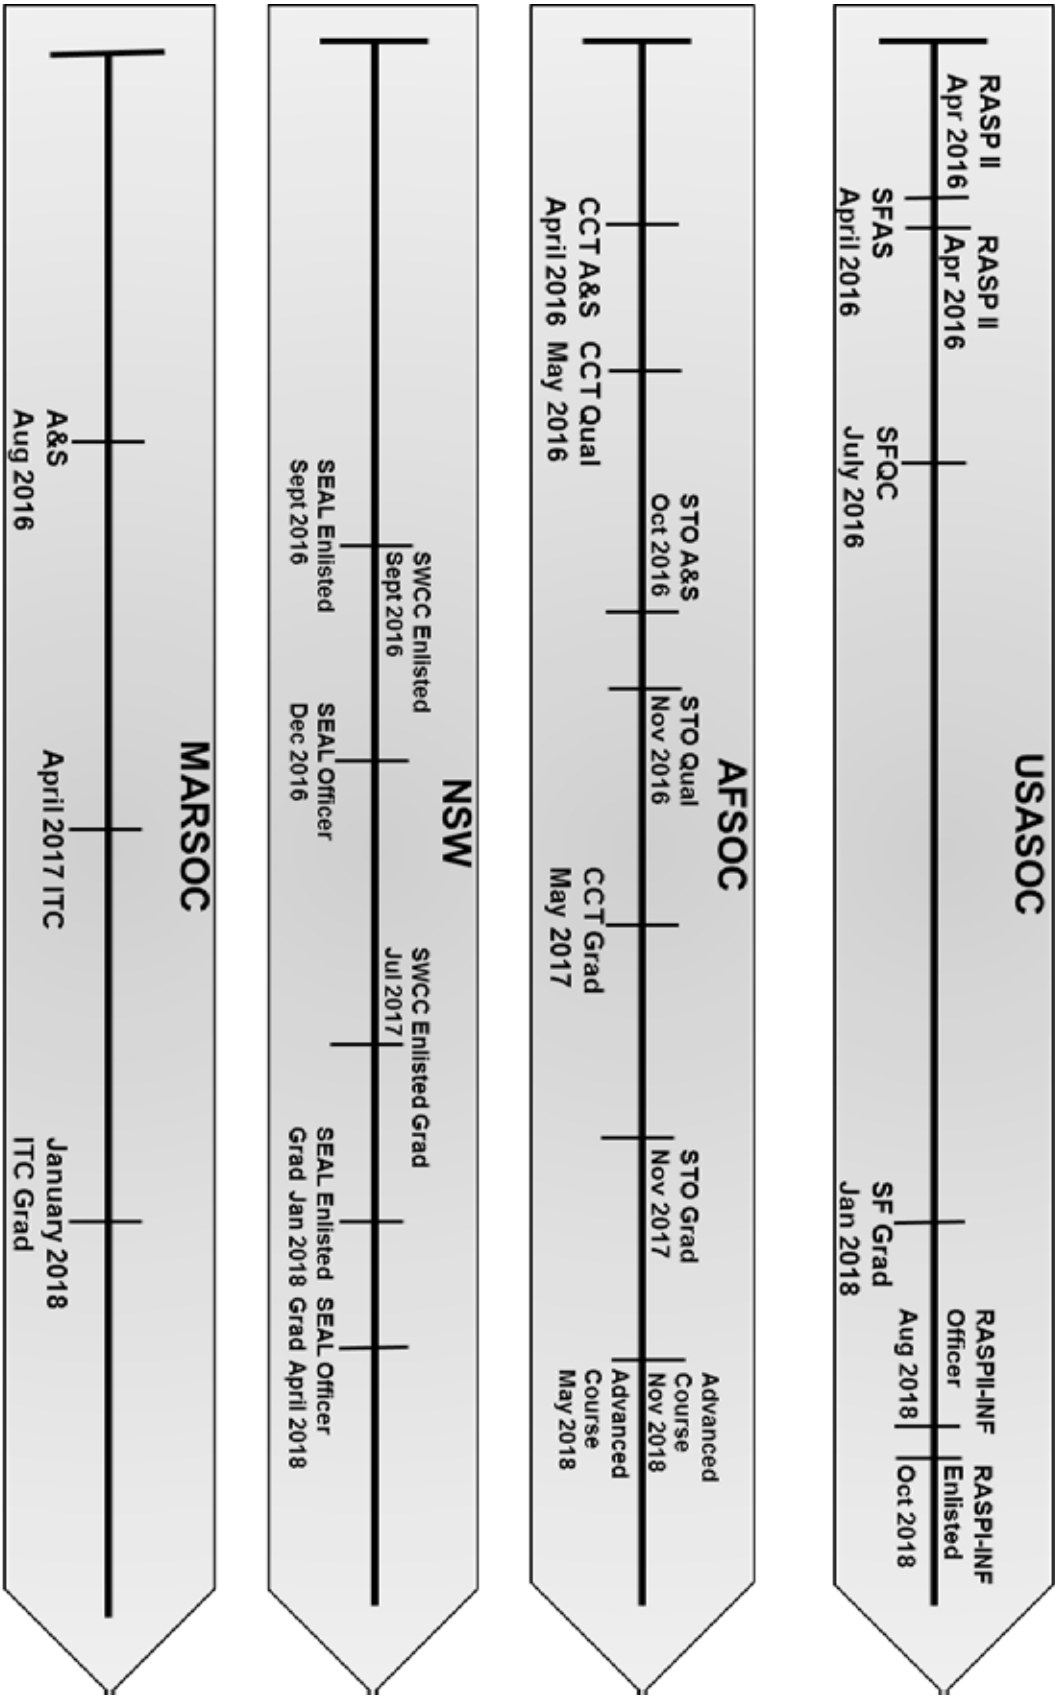 USASOC
RASP II
Apr 2016
RASP II
Apr 2016
SFAS
April 2016
SFQC
July 2016
SF Grad
Jan 2018
RASPII-INF
Officer
Aug 2018
RASPI-INF
Enlisted
Oct 2018
AFSOC
CCT A&S
April 2016
CCT Qual
May 2016
STO A&S
Oct 2016
STO Qual
Nov 2016
CCT Grad
May 2017
STO Grad
Nov 2017
Advanced
Course
Nov 2018
Advanced
Course
May 2018
NSW
SWCC Enlisted
Sept 2016
SEAL Enlisted
Sept 2016
SEAL Officer
Dec 2016
SWCC Enlisted Grad
Jul 2017
SEAL Enlisted
Grad Jan 2018
SEAL Officer
Grad April 2018
MARSOC
A&S
Aug 2016
April 2017 ITC
January 2018
ITC Grad